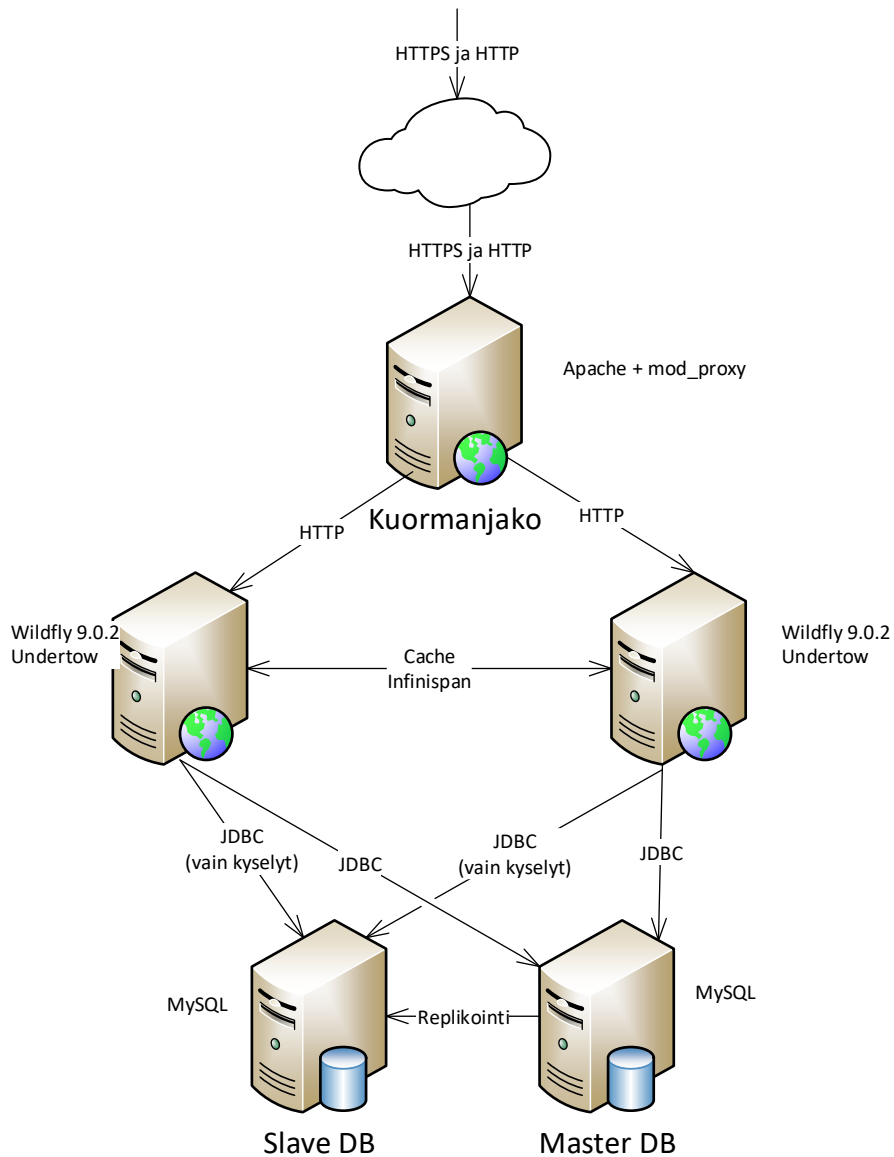 HTTPS ja HTTP
HTTPS ja HTTP
Apache + mod_proxy
Kuormanjako
HTTP
HTTP
Wildfly 9.0.2
Undertow
Cache
Infinispan
Wildfly 9.0.2
Undertow
JDBC
(vain kyselyt)
JDBC
JDBC
(vain kyselyt)
JDBC
MySQL
Replikointi
MySQL
Slave DB
Master DB